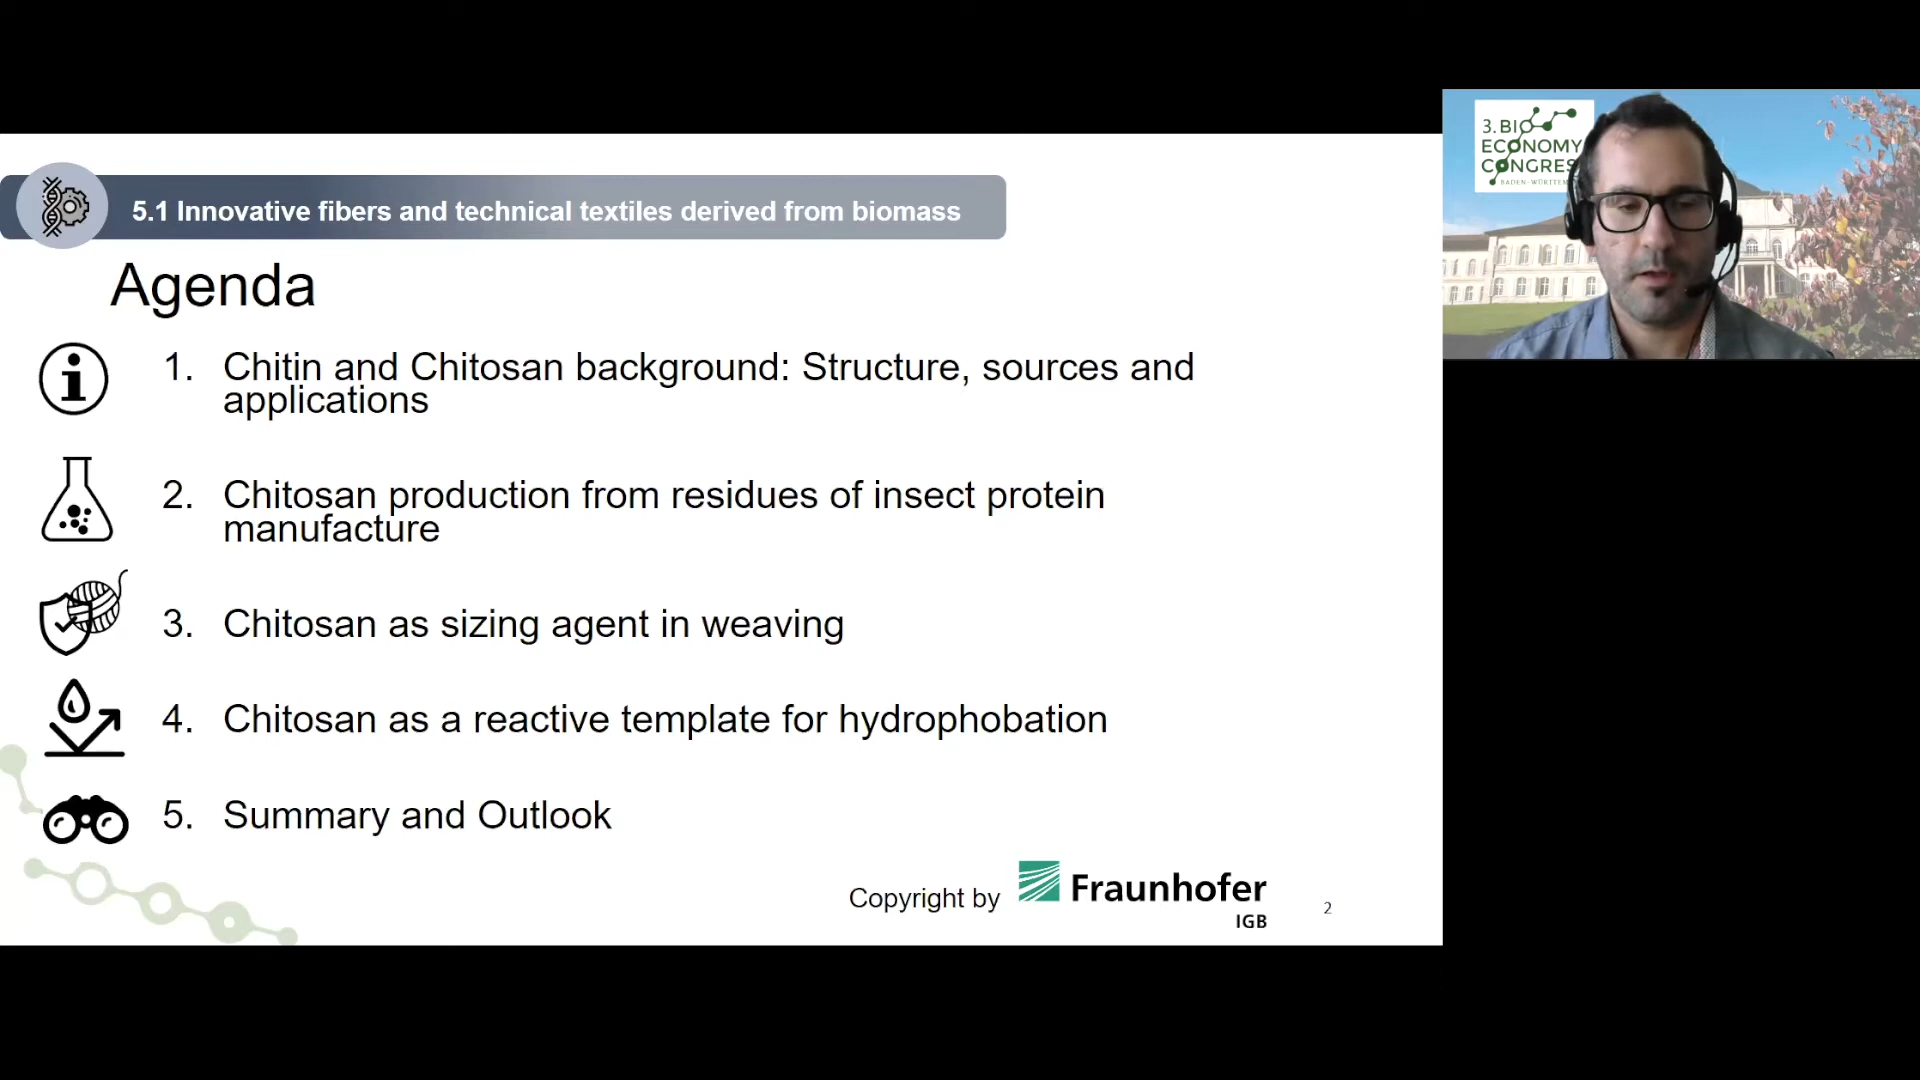 5.1 Innovative fibers and technical textiles derived from biomass
Agenda
1. Chitin and Chitosan background: Structure, sources and
applications
2. Chitosan production from residues of insect protein
manufacture
3. Chitosan as sizing agent in weaving
4. Chitosan as a reactive template for hydrophobation
5. Summary and Outlook
Copyright by
Fraunhofer
IGB
2
3. BIO
ECONOMY
CONGRES
BADEN-WÜRTTEM